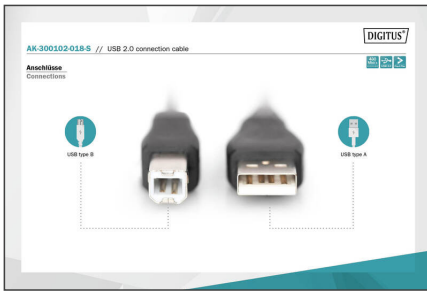 DIGITUS®
AK-300102-018-S // USB 2.0 connection cable
Anschlüsse
Connections
USB type B
USB type A